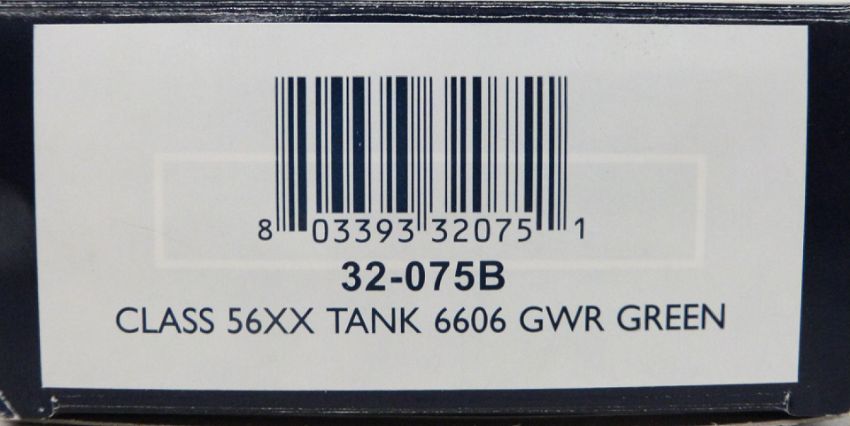 8 03393 32075 1
32-075B
CLASS 56XX TANK 6606 GWR GREEN